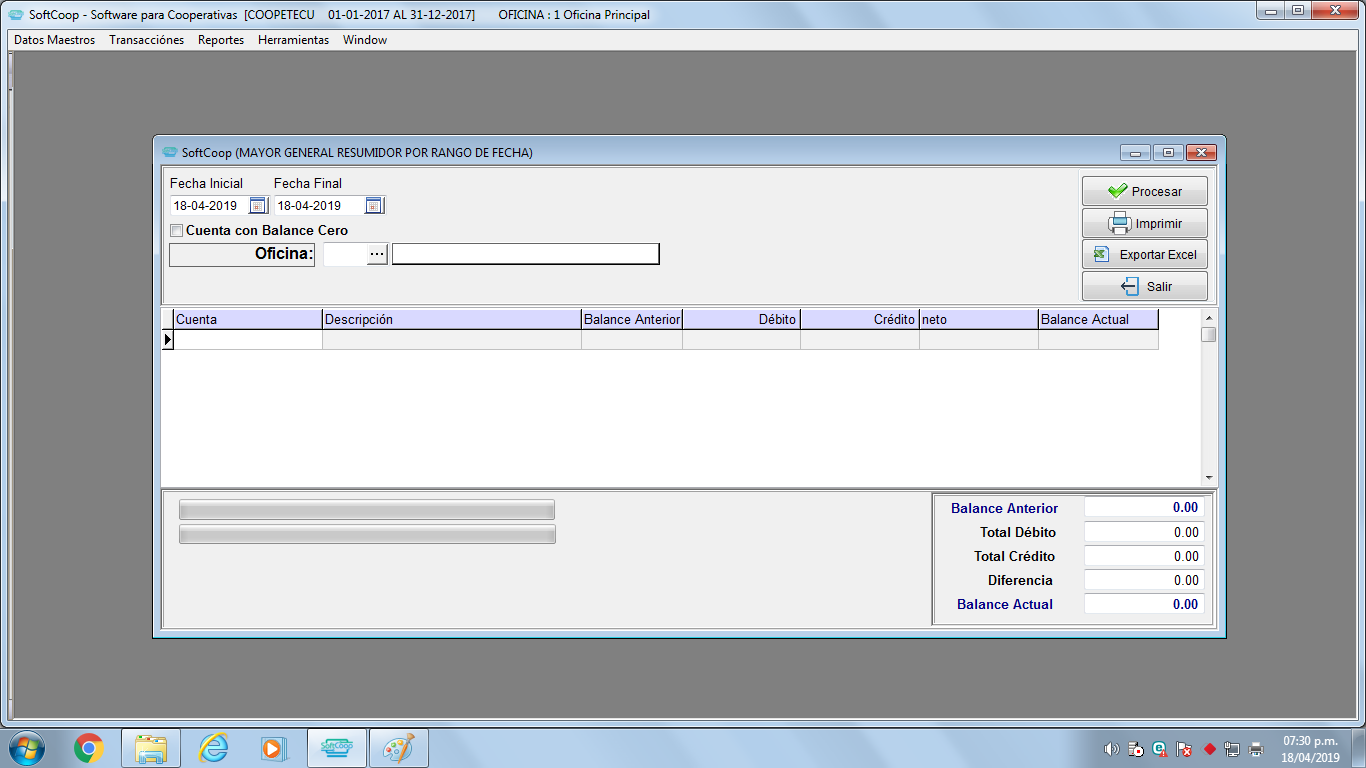 SoftCoop - Software para Cooperativas [COOPETECU 01-01-2017 AL 31-12-2017] OFICINA : 1 Oficina Principal
Datos Maestros Transacciónes Reportes Herramientas Window
SoftCoop (MAYOR GENERAL RESUMIDOR POR RANGO DE FECHA)
Fecha Inicial Fecha Final
18-04-2019 18-04-2019
Cuenta con Balance Cero
Oficina: ...
Procesar
Imprimir
Exportar Excel
Salir
Cuenta Descripción Balance Anterior Débito Crédito neto Balance Actual
Balance Anterior 0.00
Total Débito 0.00
Total Crédito 0.00
Diferencia 0.00
Balance Actual 0.00
SoftCoop
07:30 p.m.
18/04/2019